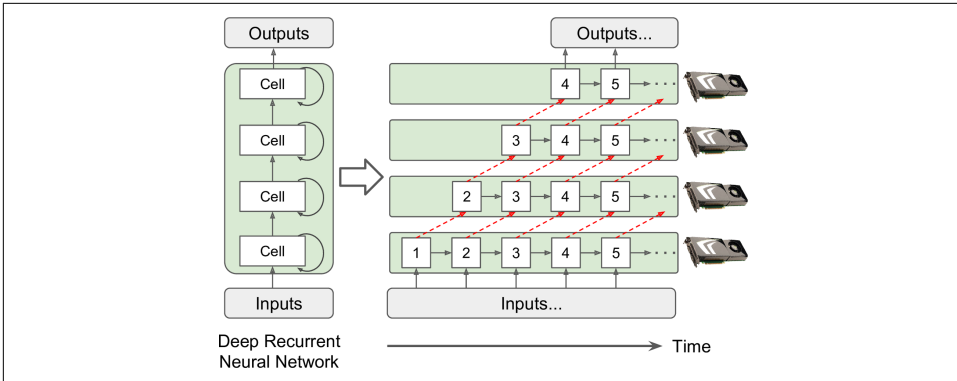 Outputs
Cell
Cell
Cell
Cell
Inputs
Deep Recurrent
Neural Network
Outputs...
4 5 ...
3 4 5 ...
2 3 4 5 ...
1 2 3 4 5 ...
Inputs...
Time